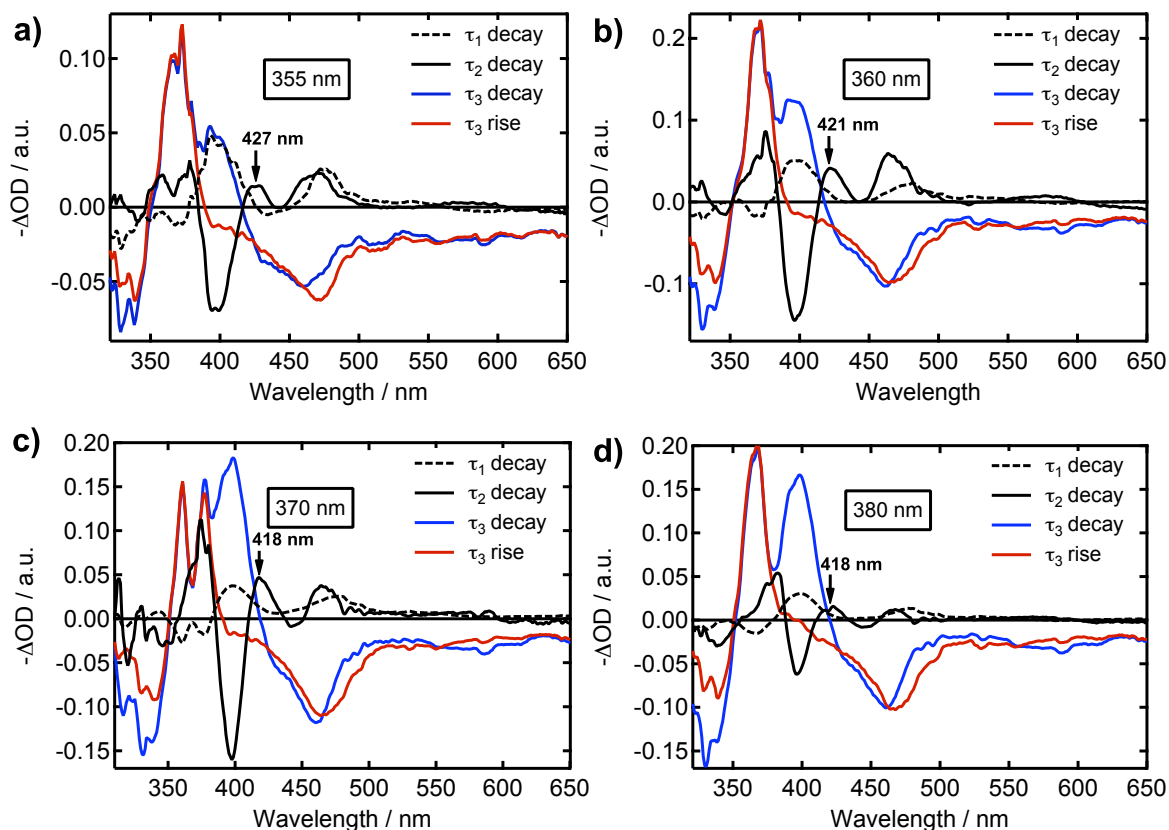 a)
355 nm
τ1 decay
τ2 decay
τ3 decay
τ3 rise
427 nm
-ΔOD / a.u.
0.10
0.05
0.00
-0.05
350 400 450 500 550 600 650
Wavelength / nm
b)
360 nm
τ1 decay
τ2 decay
τ3 decay
τ3 rise
421 nm
-ΔOD / a.u.
0.2
0.1
0.0
-0.1
350 400 450 500 550 600 650
Wavelength
c)
370 nm
τ1 decay
τ2 decay
τ3 decay
τ3 rise
418 nm
-ΔOD / a.u.
0.20
0.15
0.10
0.05
0.00
-0.05
-0.10
-0.15
350 400 450 500 550 600 650
Wavelength / nm
d)
380 nm
τ1 decay
τ2 decay
τ3 decay
τ3 rise
418 nm
-ΔOD / a.u.
0.20
0.15
0.10
0.05
0.00
-0.05
-0.10
-0.15
350 400 450 500 550 600 650
Wavelength / nm